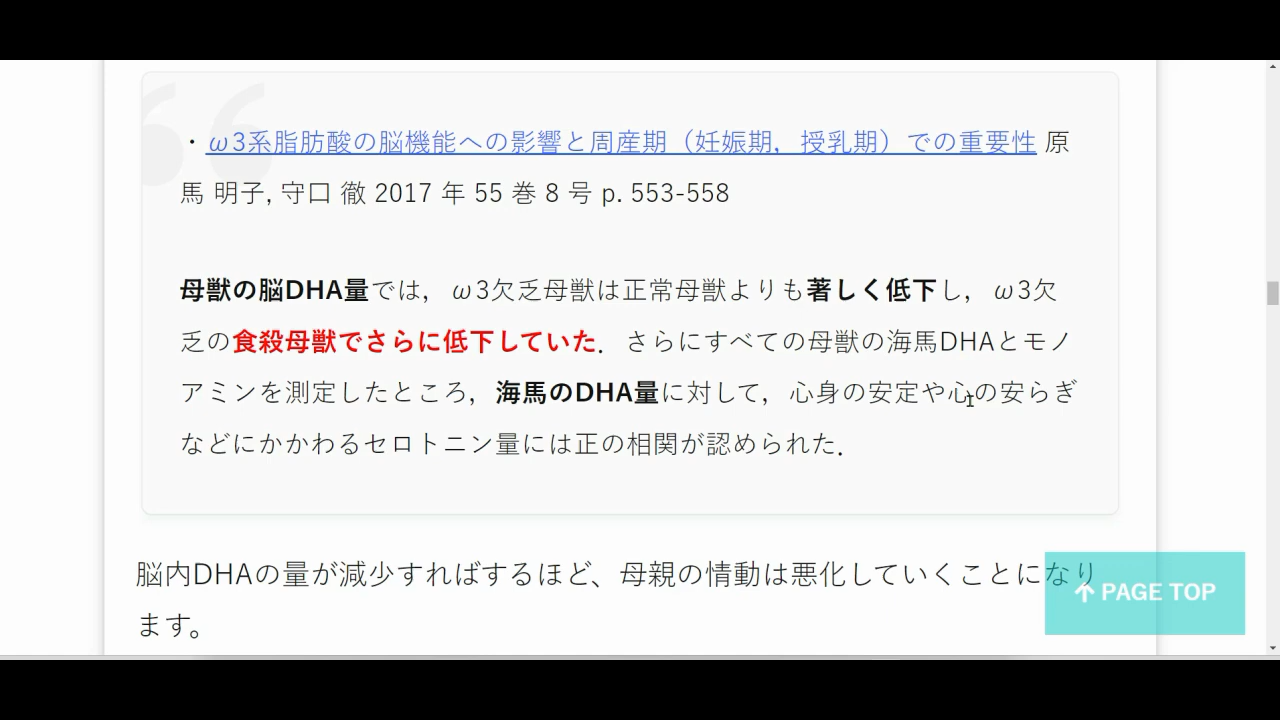 ・ω3系脂肪酸の脳機能への影響と周産期（妊娠期，授乳期）での重要性 原
馬 明子, 守口 徹 2017 年 55 巻 8 号 p. 553-558
母獣の脳DHA量では，ω3欠乏母獣は正常母獣よりも著しく低下し，ω3欠
乏の食殺母獣でさらに低下していた．さらにすべての母獣の海馬DHAとモノ
アミンを測定したところ，海馬のDHA量に対して，心身の安定や心の安らぎ
などにかかわるセロトニン量には正の相関が認められた．
脳内DHAの量が減少すればするほど、母親の情動は悪化していくことになり
ます。
↑ PAGE TOP